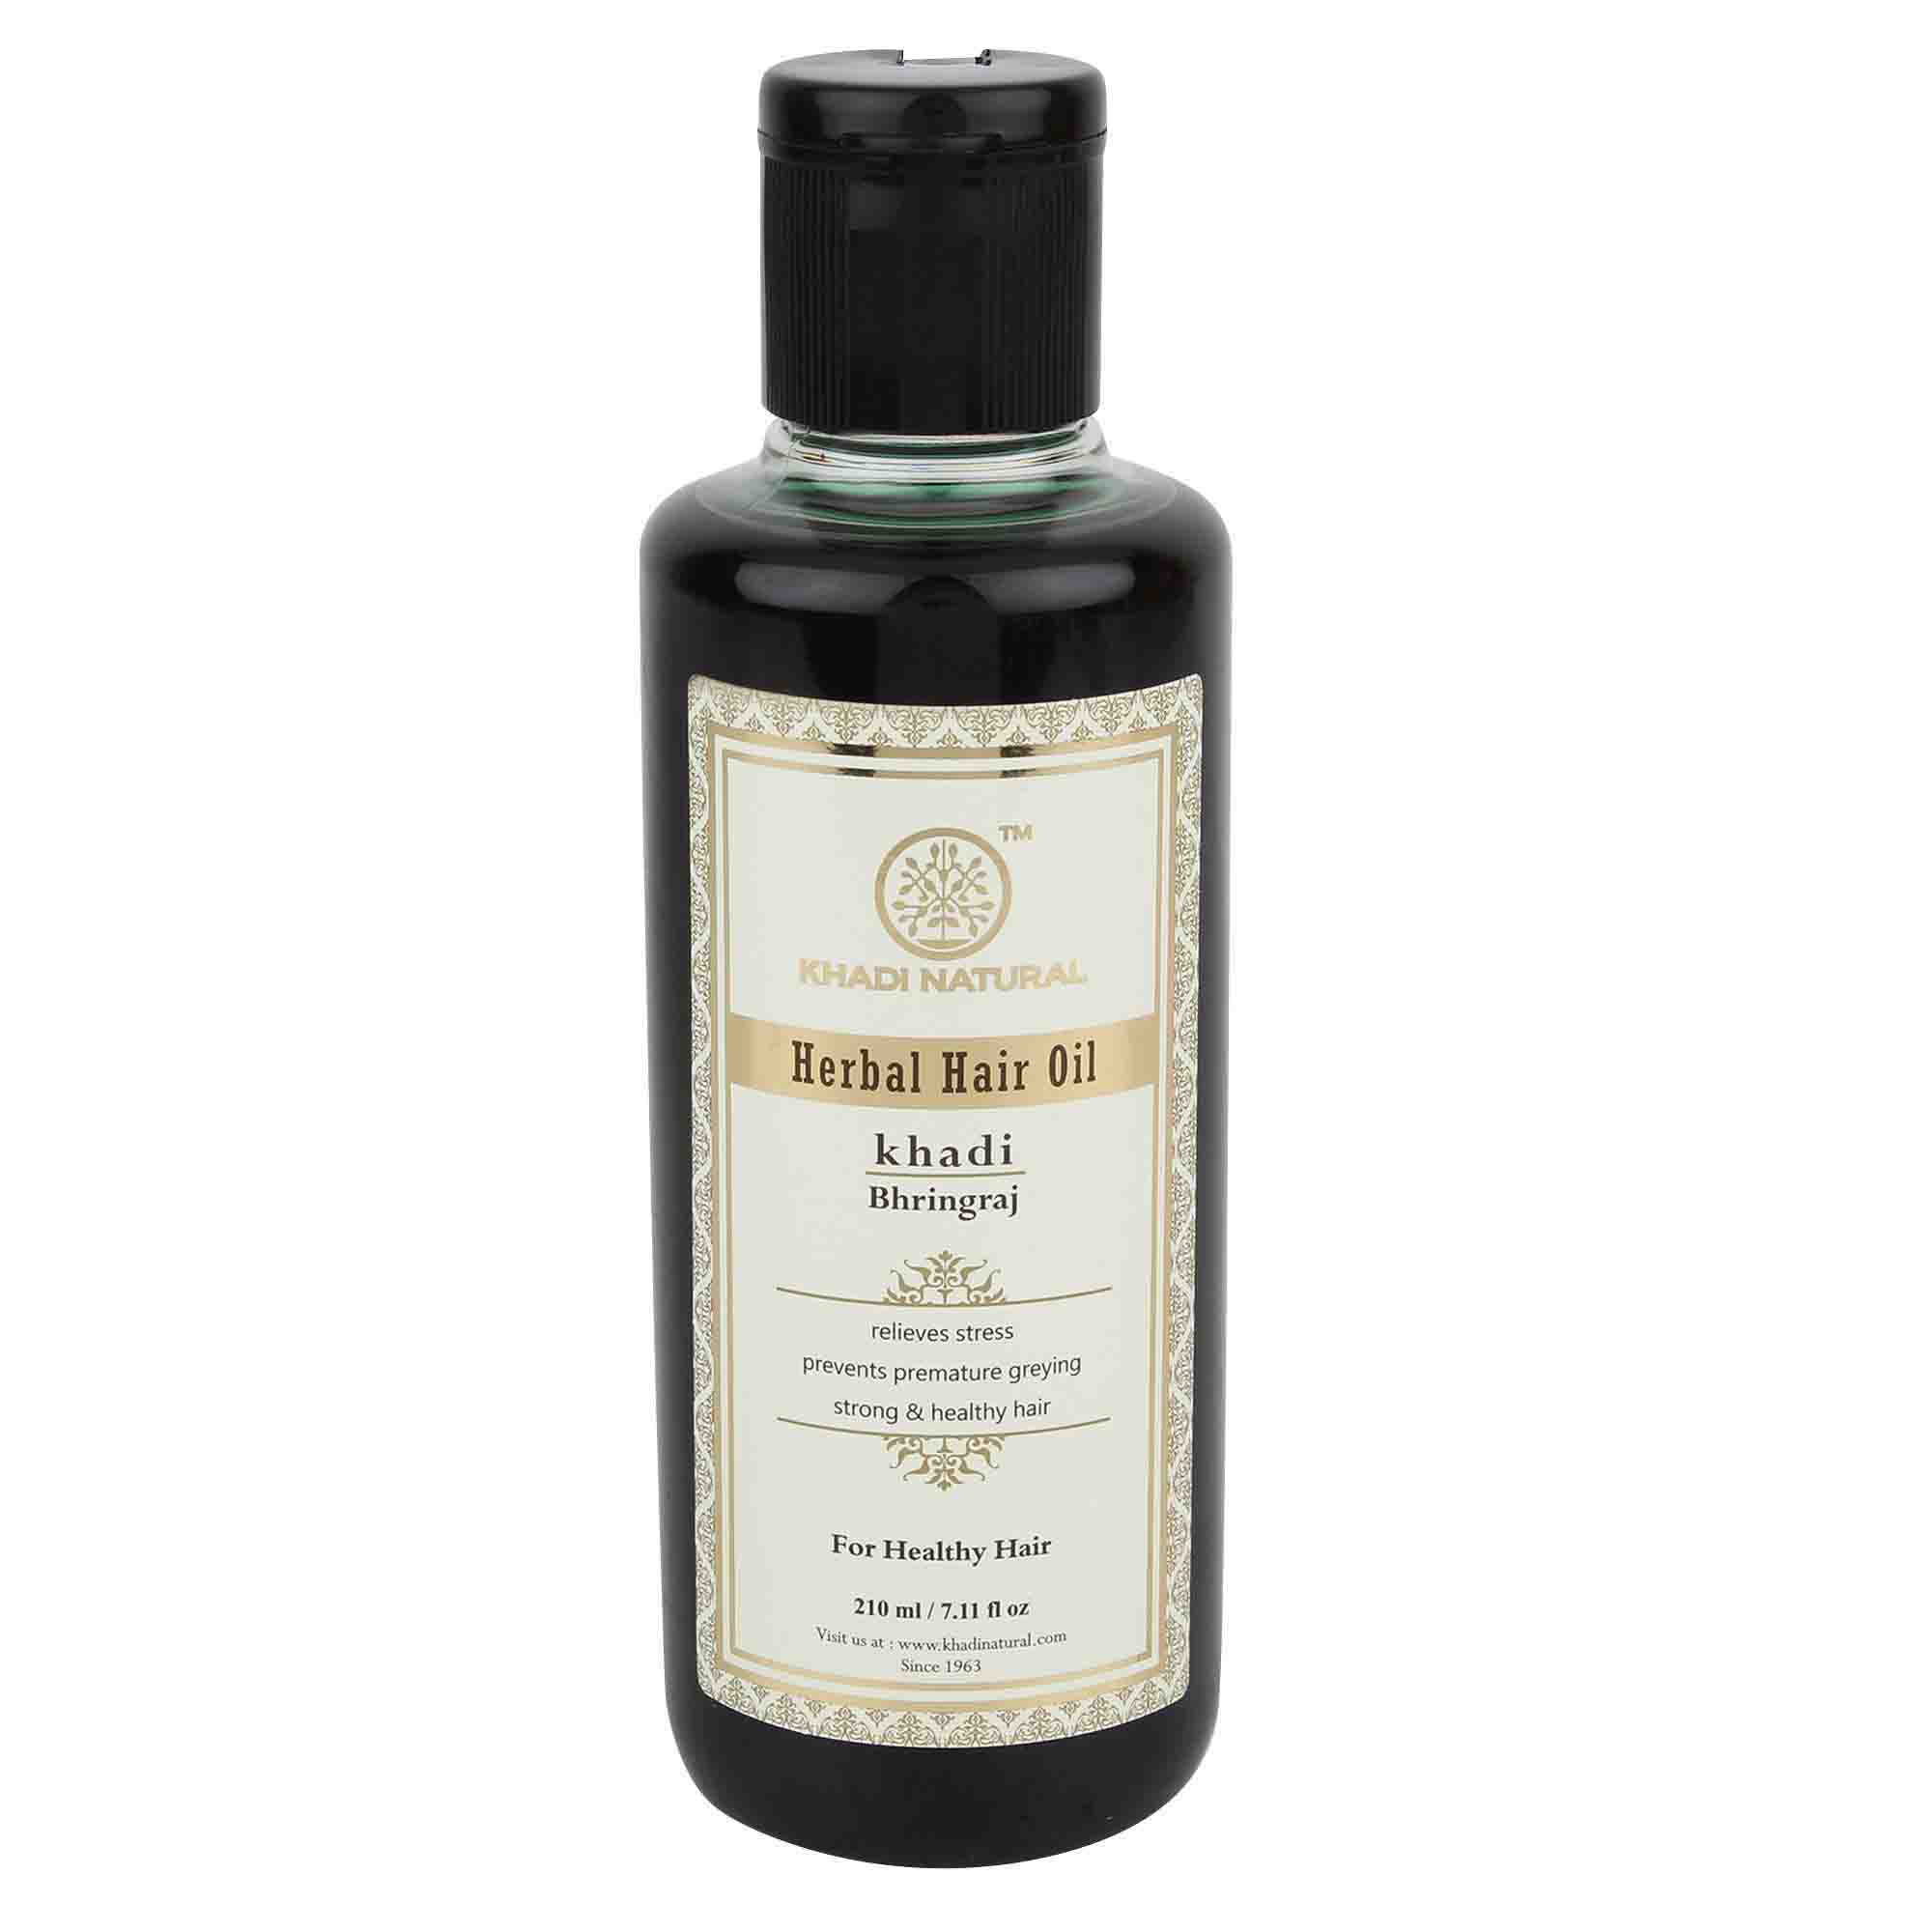 TM
KHADI NATURAL
Herbal Hair Oil
khadi
Bhringraj
relieves stress
prevents premature greying
strong & healthy hair
For Healthy Hair
210 ml / 7.11 fl oz
Visit us at : www.khadinatural.com
Since 1963